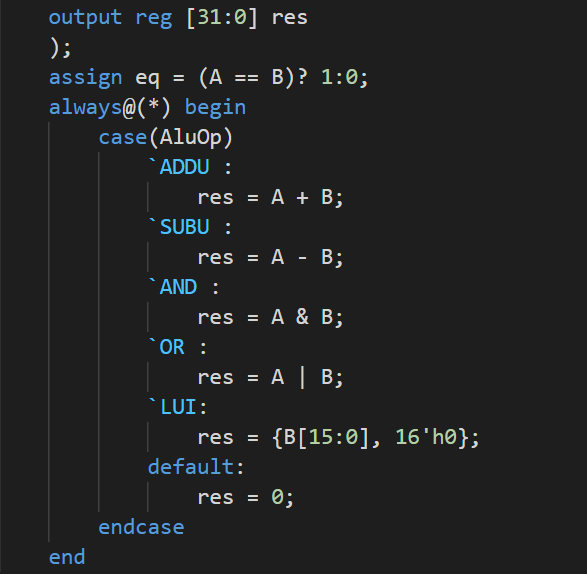 output reg [31:0] res
);
assign eq = (A == B)? 1:0;
always@(*) begin
case(AluOp)
`ADDU :
res = A + B;
`SUBU :
res = A - B;
`AND :
res = A & B;
`OR :
res = A | B;
`LUI:
res = {B[15:0], 16'h0};
default:
res = 0;
endcase
end